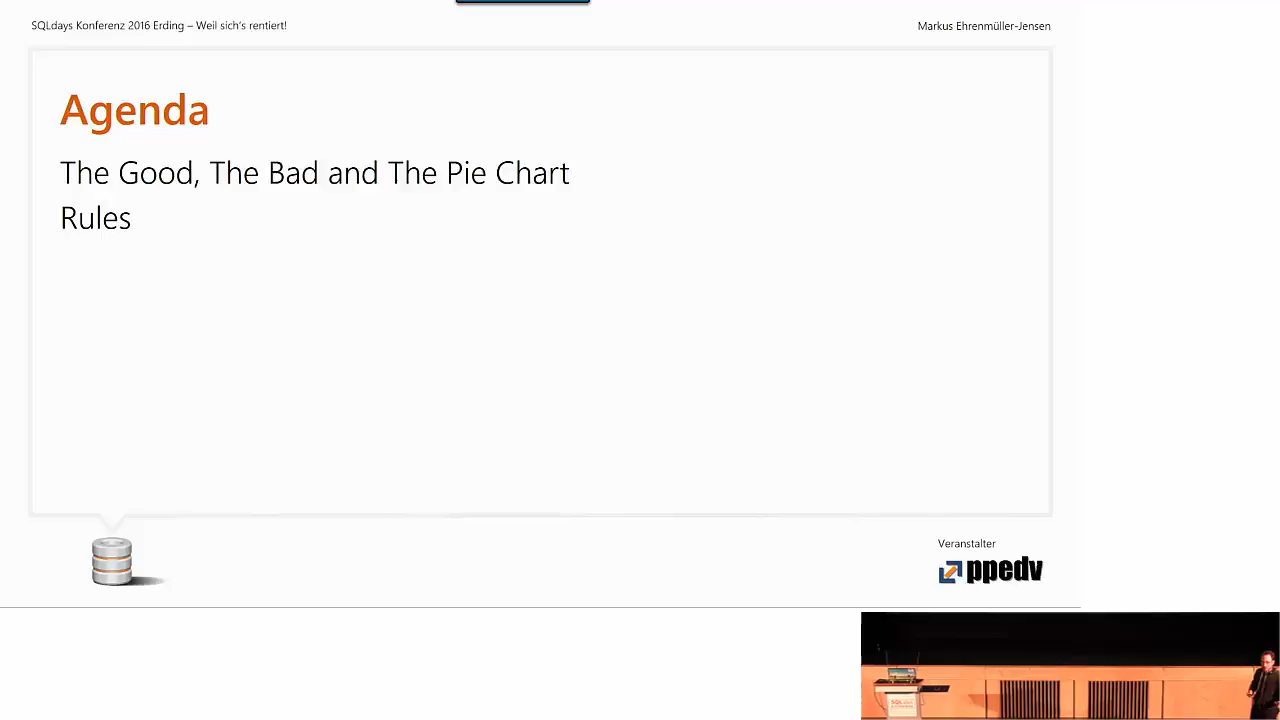 SQLdays Konferenz 2016 Erding – Weil sich's rentiert!
Markus Ehrenmüller-Jensen
Agenda
The Good, The Bad and The Pie Chart
Rules
Veranstalter
ppedv